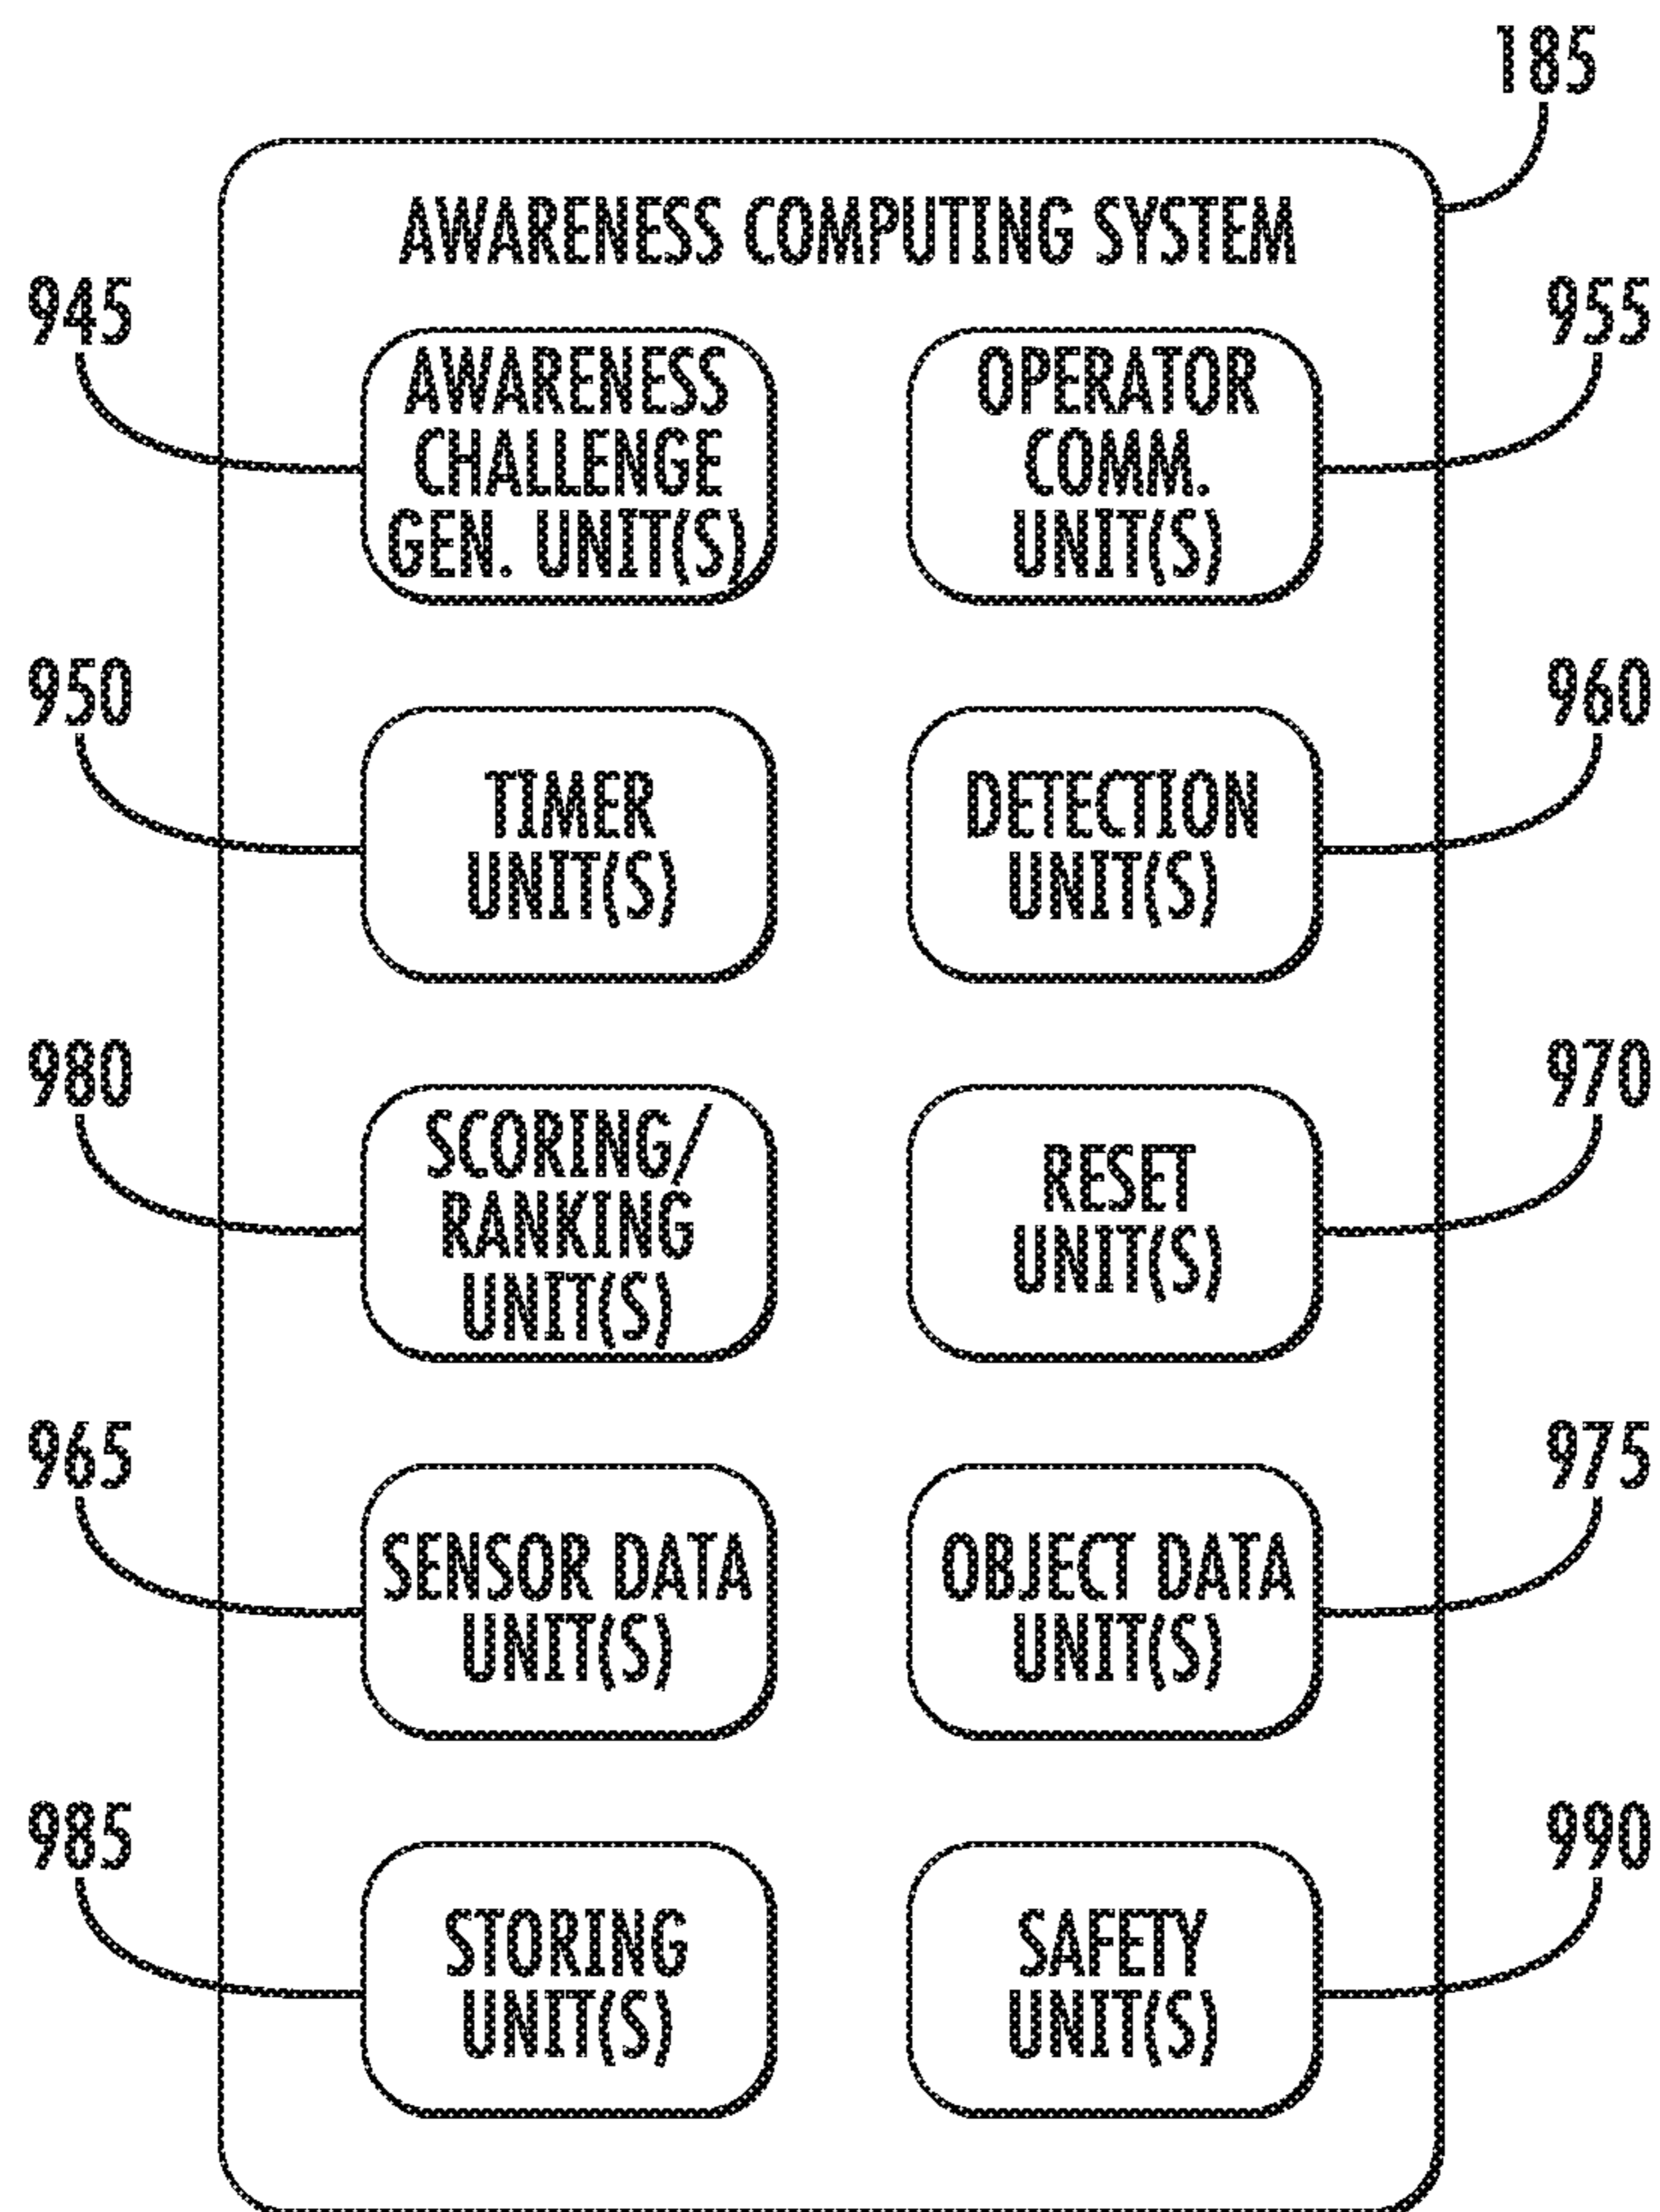 185
AWARENESS COMPUTING SYSTEM
945
AWARENESS
CHALLENGE
GEN. UNIT(S)
955
OPERATOR
COMM.
UNIT(S)
950
TIMER
UNIT(S)
960
DETECTION
UNIT(S)
980
SCORING/
RANKING
UNIT(S)
970
RESET
UNIT(S)
965
SENSOR DATA
UNIT(S)
975
OBJECT DATA
UNIT(S)
985
STORING
UNIT(S)
990
SAFETY
UNIT(S)